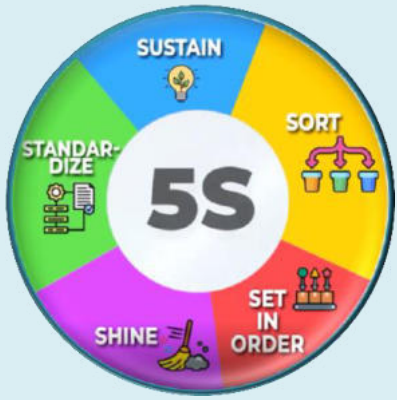 SUSTAIN
SORT
STANDAR-
DIZE
5S
SET
IN
ORDER
SHINE